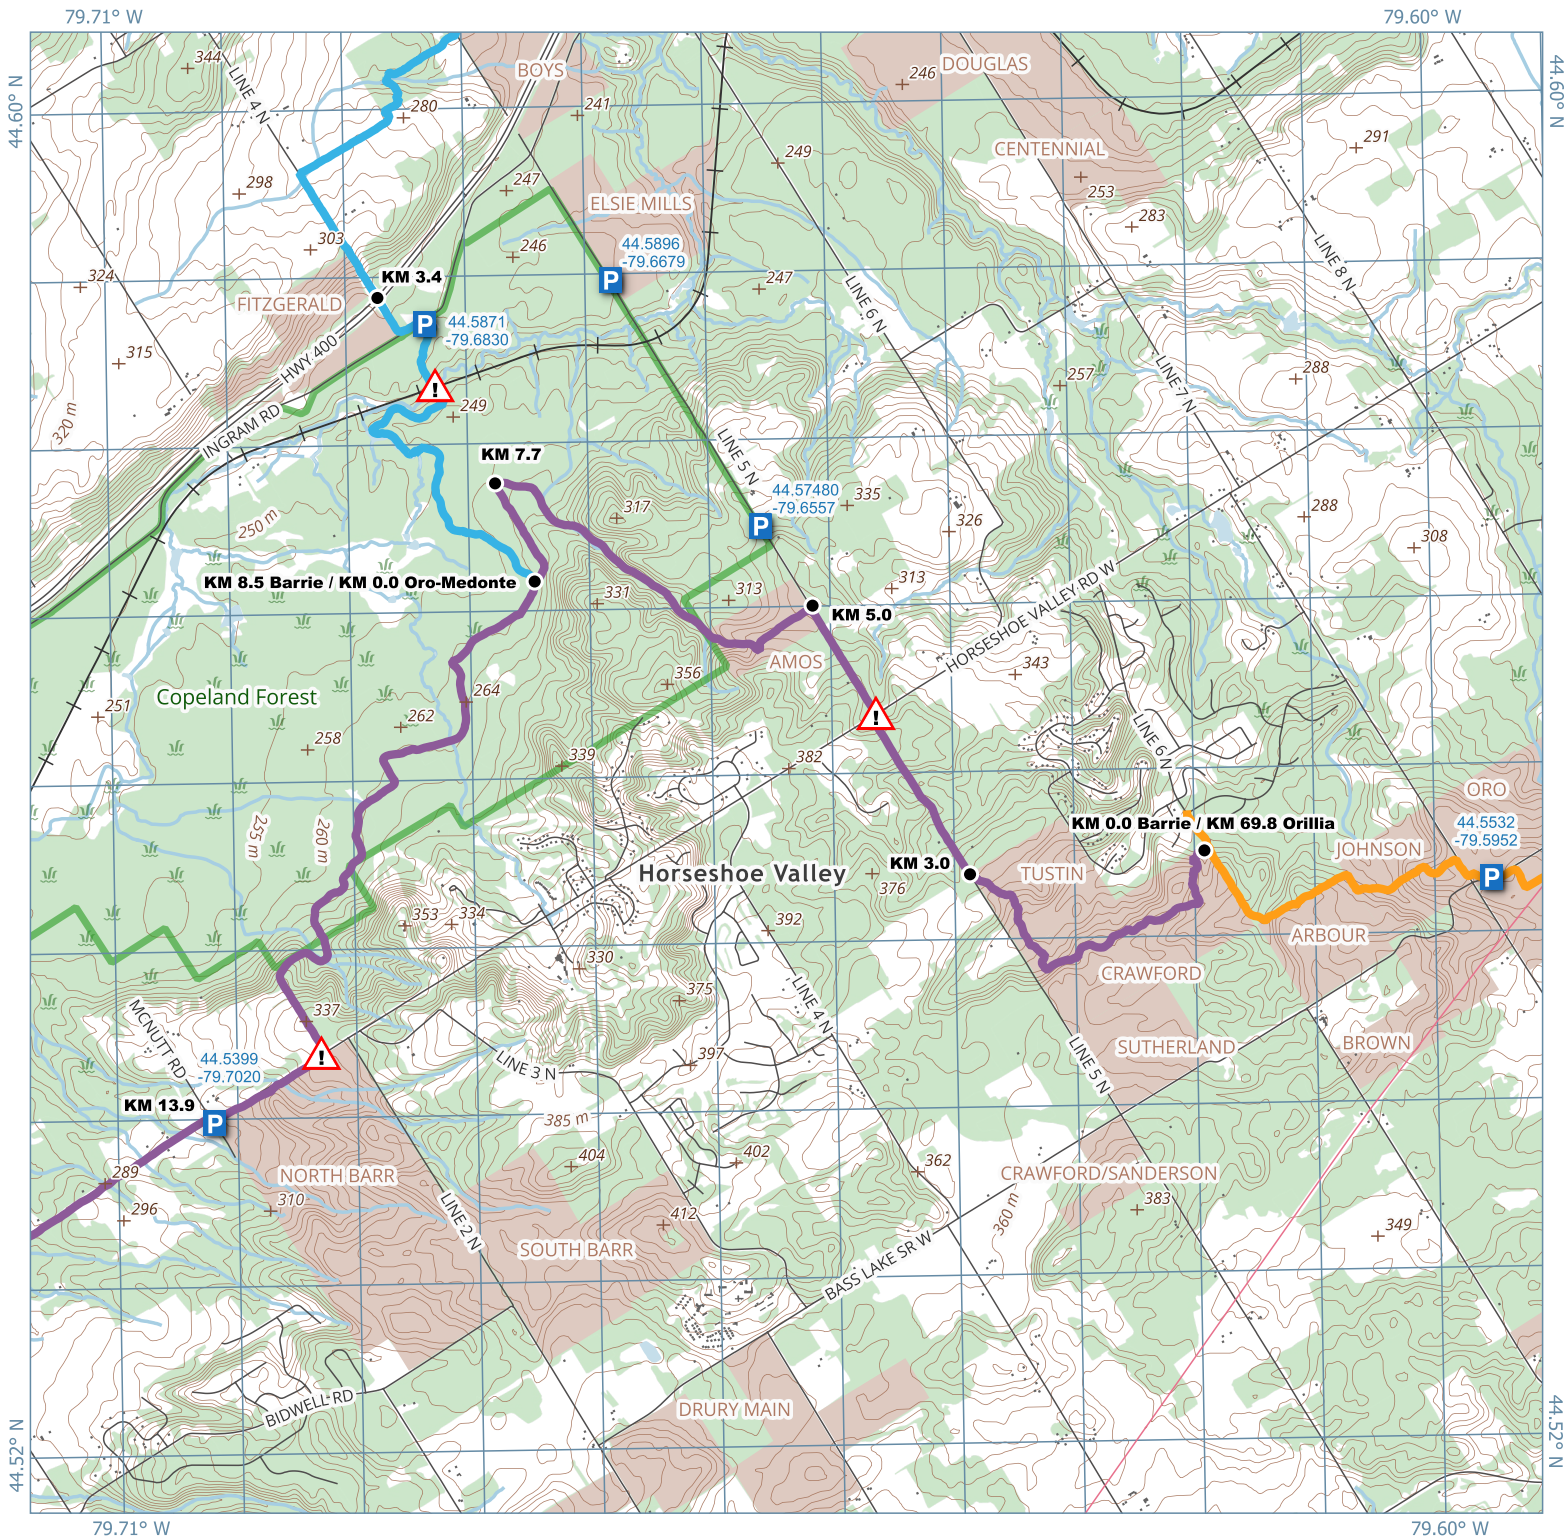 79.71° W
79.60° W
44.60° N
44.60° N
344
LINE 4 N
BOYS
246
DOUGLAS
280
241
291
249
CENTENNIAL
298
247
253
ELSIE MILLS
283
303
246
44.5896
-79.6679
LINE 8 N
324
KM 3.4
P
247
FITZGERALD
LINE 6 N
P
44.5871
-79.6830
315
HWY 400
288
257
LINE 7 N
!
249
320 m
INGRAM RD
LINE 5 N
KM 7.7
44.57480
-79.6557
335
317
288
250 m
P
326
308
KM 8.5 Barrie / KM 0.0 Oro-Medonte
313
331
313
KM 5.0
HORSESHOE VALLEY RD W
AMOS
343
356
Copeland Forest
264
251
262
!
258
LINE 6 N
339
382
ORO
KM 0.0 Barrie / KM 69.8 Orillia
44.5532
-79.5952
255 m
260 m
JOHNSON
KM 3.0
Horseshoe Valley
TUSTIN
376
P
353
334
392
ARBOUR
330
CRAWFORD
375
337
LINE 4 N
MCNUTT RD
BROWN
SUTHERLAND
44.5399
-79.7020
!
397
LINE 3 N
LINE 5 N
KM 13.9
P
385 m
404
402
362
289
NORTH BARR
CRAWFORD/SANDERSON
310
296
383
412
360 m
349
LINE 2 N
SOUTH BARR
BASS LAKE SR W
BIDWELL RD
DRURY MAIN
44.52° N
44.52° N
79.71° W
79.60° W